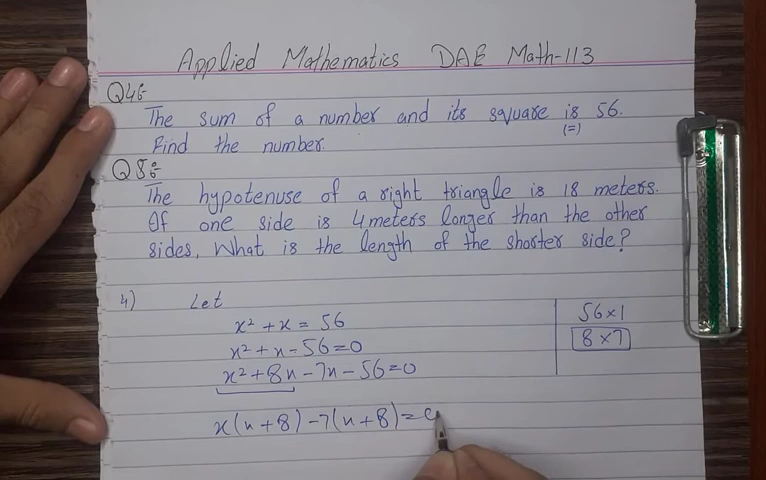 Applied Mathematics DAE Math-113
Q4:
The sum of a number and its square is 56.
(=)
Find the number.
Q8:
The hypotenuse of a right triangle is 18 meters.
If one side is 4 meters longer than the other
sides, What is the length of the shorter side?
4) Let
x² + x = 56
x² + x - 56 = 0
x² + 8x - 7x - 56 = 0
x(x + 8) - 7(x + 8) = 0
56 × 1
8 × 7